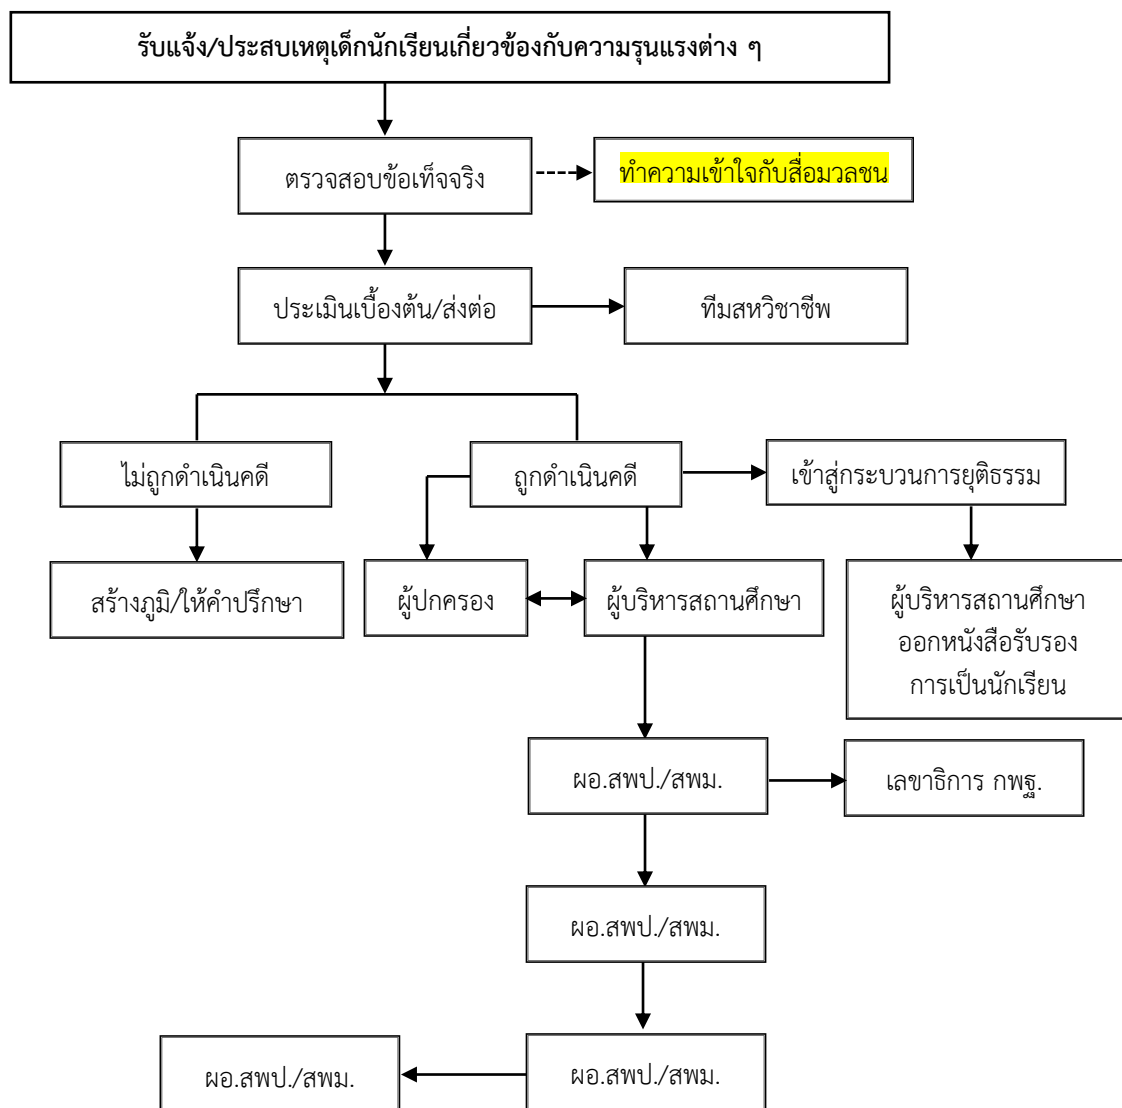 รับแจ้ง/ประสบเหตุเด็กนักเรียนเกี่ยวข้องกับความรุนแรงต่าง ๆ
ตรวจสอบข้อเท็จจริง
ทำความเข้าใจกับสื่อมวลชน
ประเมินเบื้องต้น/ส่งต่อ
ทีมสหวิชาชีพ
ไม่ถูกดำเนินคดี
ถูกดำเนินคดี
เข้าสู่กระบวนการยุติธรรม
สร้างภูมิ/ให้คำปรึกษา
ผู้ปกครอง
ผู้บริหารสถานศึกษา
ผู้บริหารสถานศึกษา
ออกหนังสือรับรอง
การเป็นนักเรียน
ผอ.สพป./สพม.
เลขาธิการ กพฐ.
ผอ.สพป./สพม.
ผอ.สพป./สพม.
ผอ.สพป./สพม.